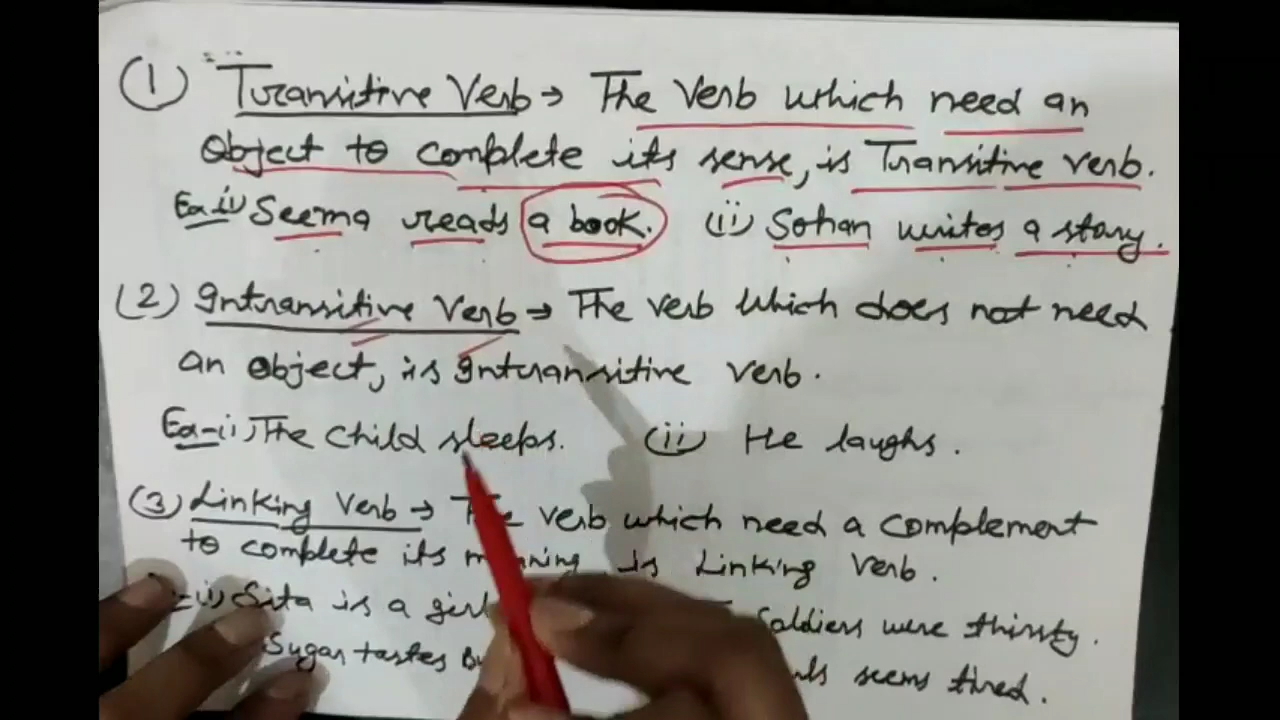 (1) Transitive Verb → The Verb which need an
Object to complete its sense, is Transitive verb.
Ex-i) Seema reads a book. (ii) Sohan writes a story.
(2) Intransitive Verb → The verb which does not need
an object, is intransitive verb.
Ex-i) The child sleeps. (ii) He laughs.
(3) Linking Verb → The verb which need a complement
to complete its is Linking Verb.
i) Sita is a girl Soldiers were thirsty.
Sugar tastes seems tired.